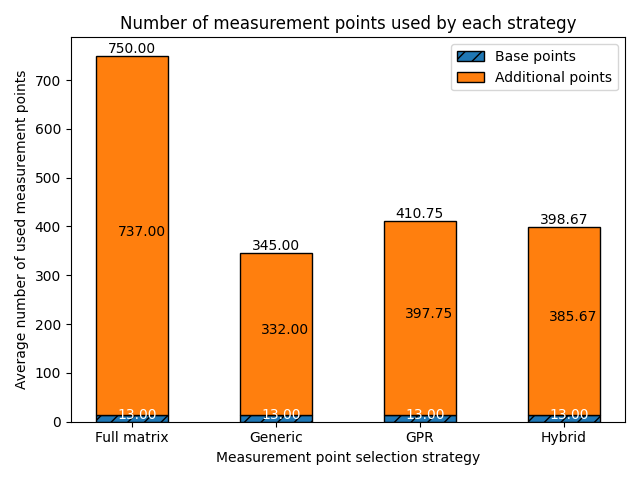 Number of measurement points used by each strategy
Average number of used measurement points
700
600
500
400
300
200
100
0
750.00
737.00
13.00
345.00
332.00
13.00
410.75
397.75
13.00
398.67
385.67
13.00
Base points
Additional points
Full matrix
Generic
GPR
Hybrid
Measurement point selection strategy